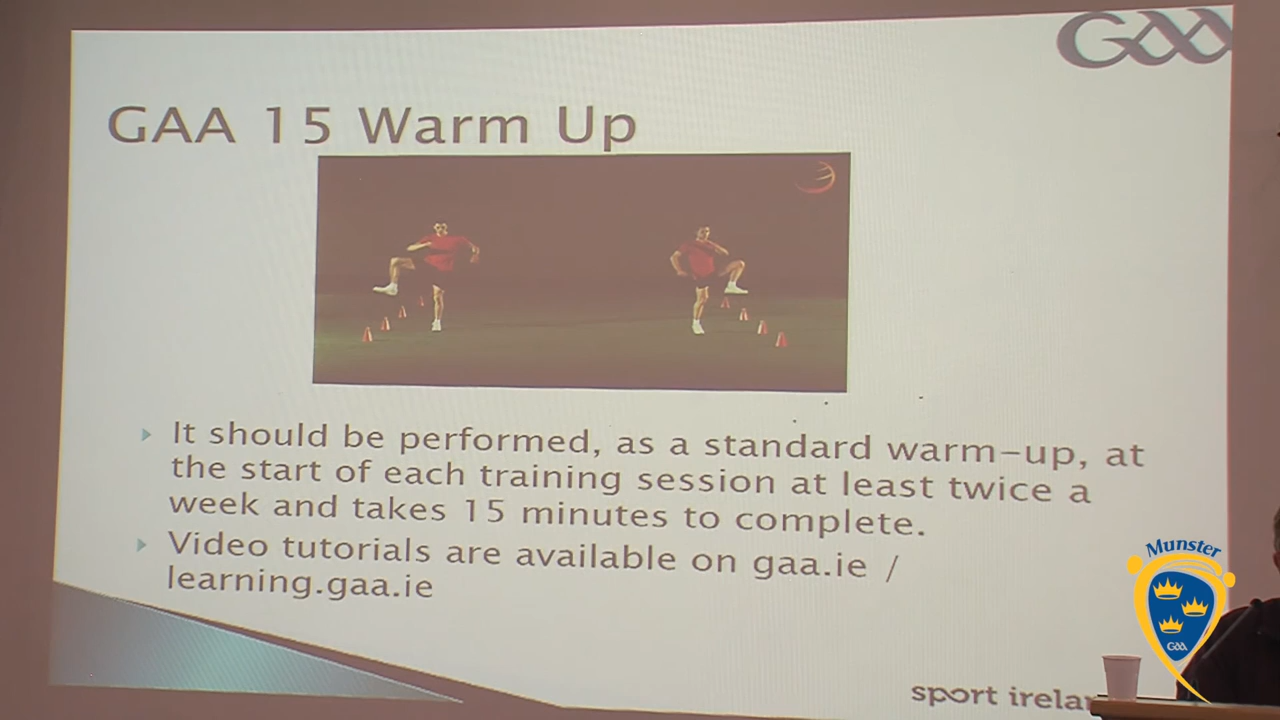 GAA
GAA 15 Warm Up
It should be performed, as a standard warm-up, at
the start of each training session at least twice a
week and takes 15 minutes to complete.
Video tutorials are available on gaa.ie /
learning.gaa.ie
Munster
GAA
sport irela